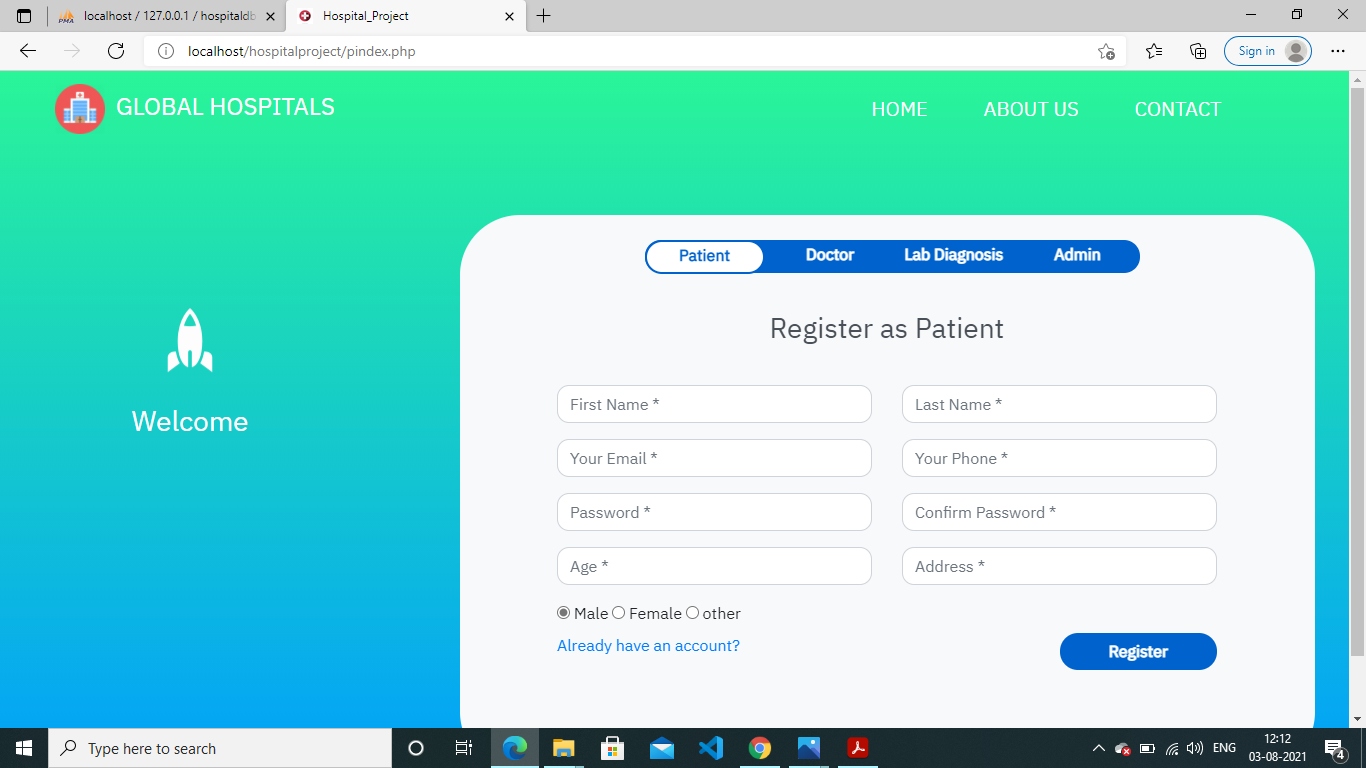 localhost / 127.0.0.1 / hospitaldb
Hospital_Project
localhost/hospitalproject/pindex.php
Sign in
GLOBAL HOSPITALS
HOME ABOUT US CONTACT
Patient Doctor Lab Diagnosis Admin
Register as Patient
Welcome
First Name * Last Name *
Your Email * Your Phone *
Password * Confirm Password *
Age * Address *
Male Female other
Already have an account?
Register
Type here to search
ENG
12:12
03-08-2021
4